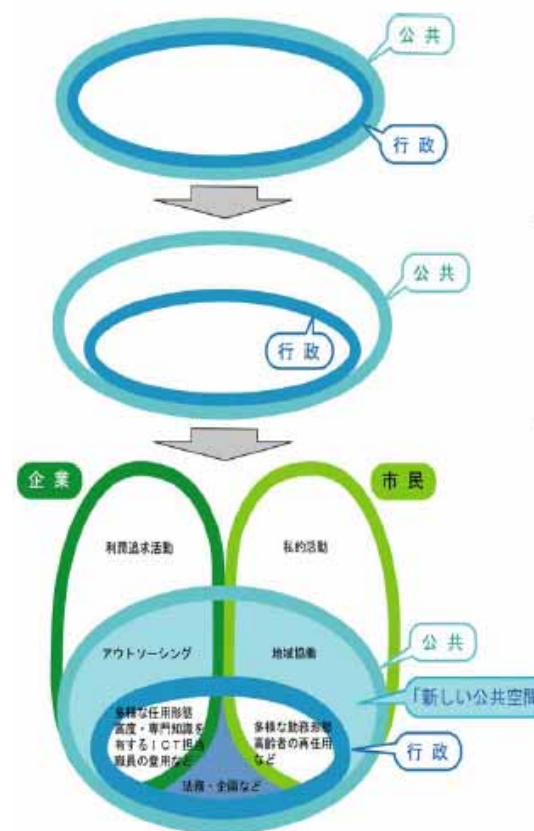 公共
行政
公共
行政
企業
市民
利潤追求活動
私的活動
公共
アウトソーシング
地域協働
「新しい公共空間
多様な任用形態
高度・専門知識を
有するＩＣＴ担当
職員の登用など
多様な勤務形態
高齢者の再任用
など
行政
法務・企画など